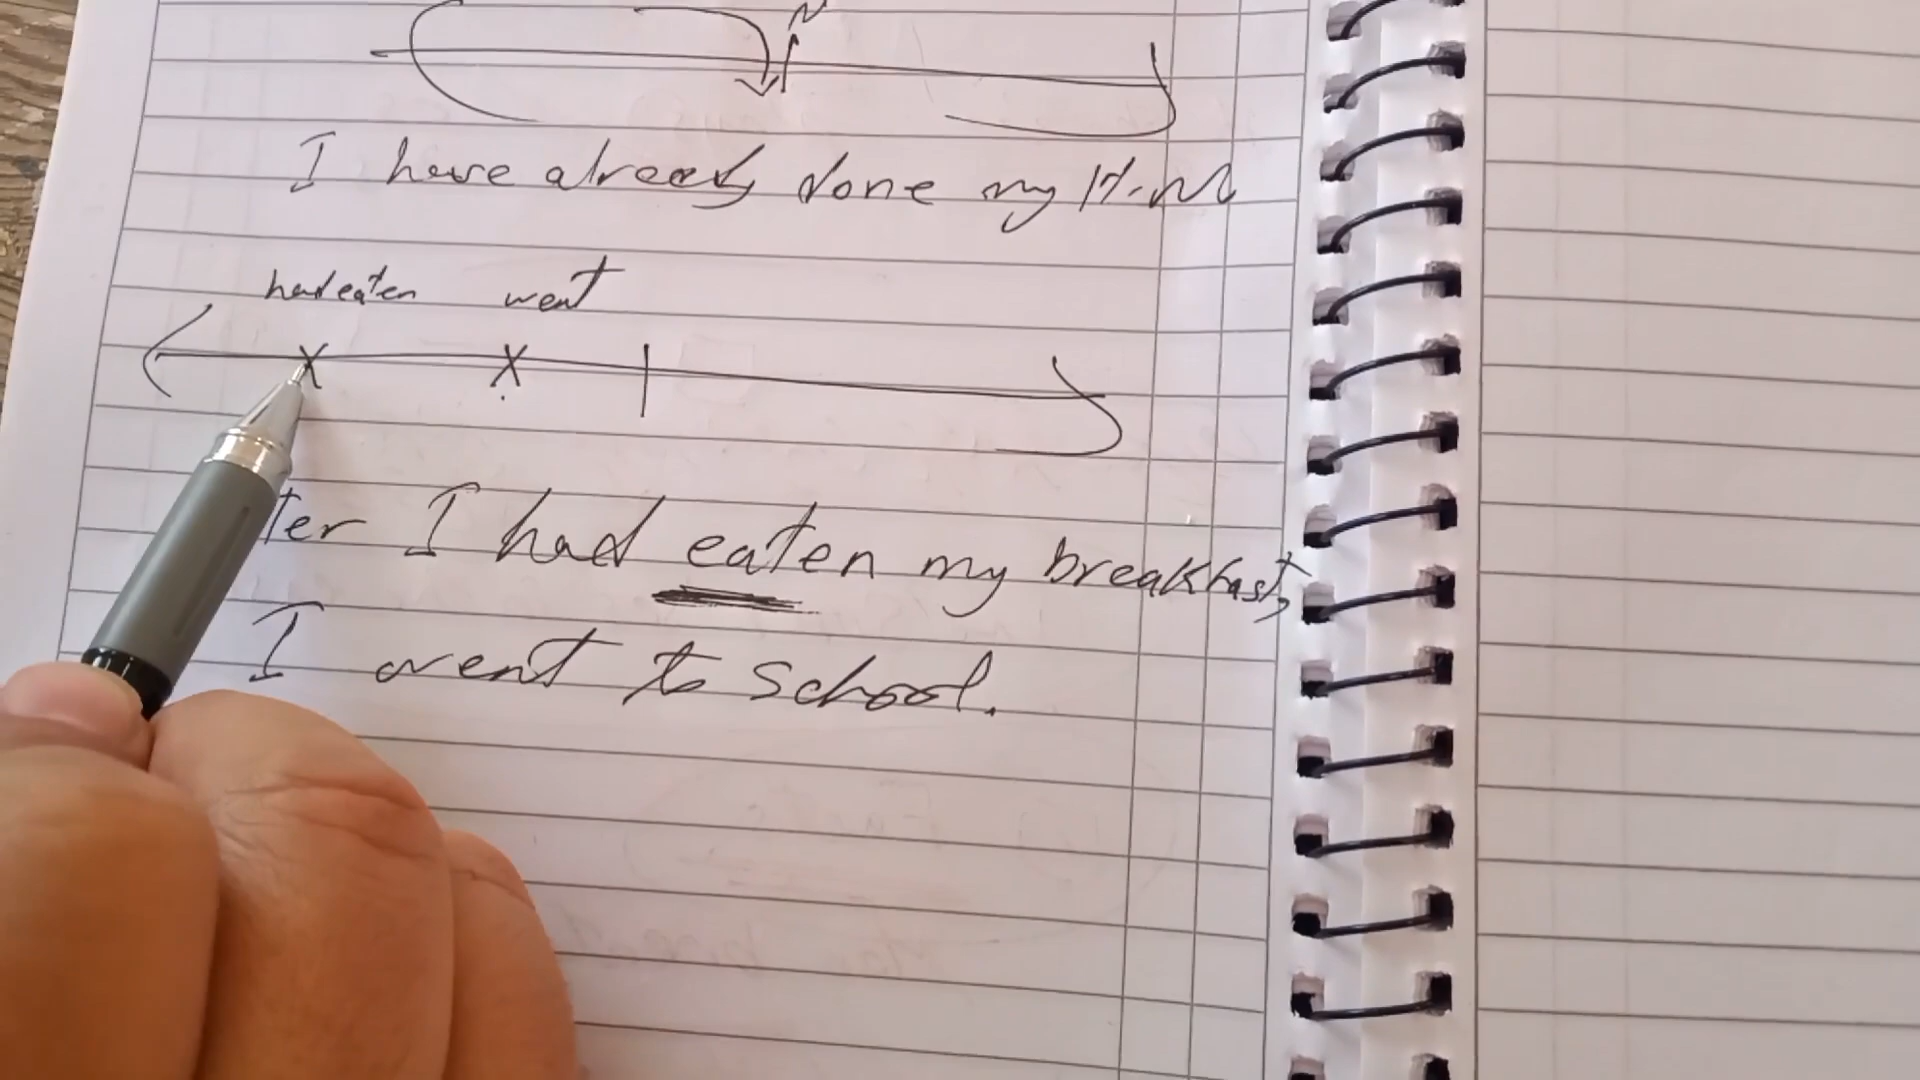 N
I have already done my H.W
had eaten went
ter I had eaten my breakfast,
I went to school.